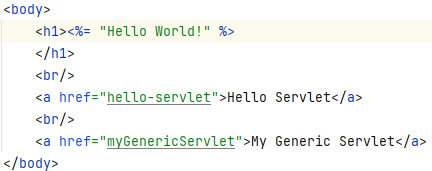 <body>
<h1><%= "Hello World!" %>
</h1>
<br/>
<a href="hello-servlet">Hello Servlet</a>
<br/>
<a href="myGenericServlet">My Generic Servlet</a>
</body>